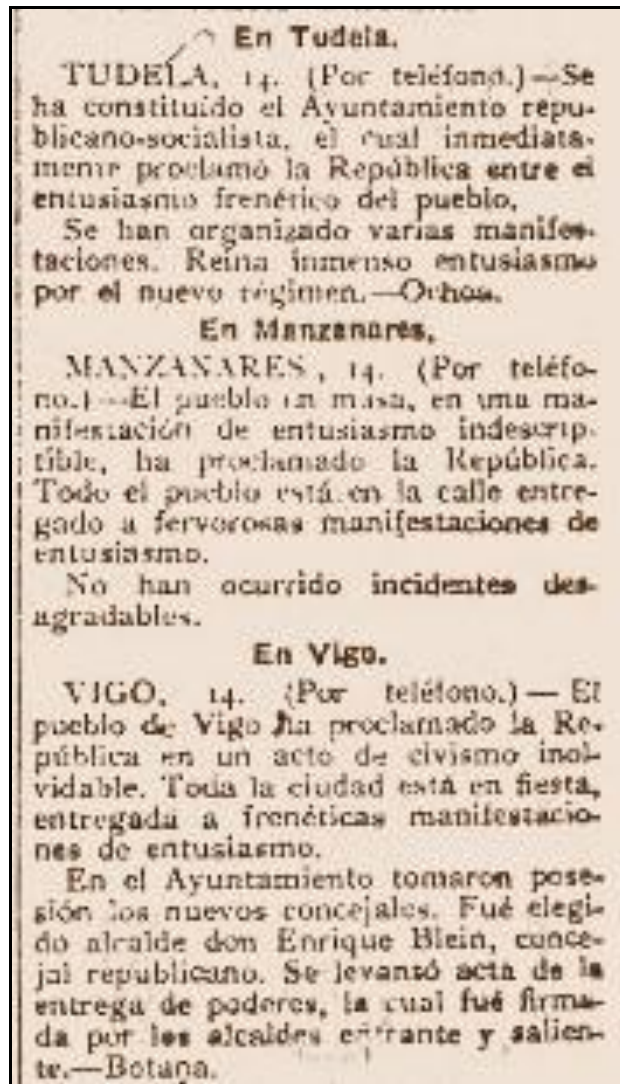 En Tudela.
TUDELA, 14. (Por teléfono.)—Se
ha constituído el Ayuntamiento repu-
blicano-socialista, el cual inmediata-
mente proclamó la República entre el
entusiasmo frenético del pueblo.
Se han organizado varias manifes-
taciones. Reina inmenso entusiasmo
por el nuevo régimen.—Ochoa.
En Manzanares.
MANZANARES, 14. (Por teléfo-
no.)—El pueblo en masa, en una ma-
nifestación de entusiasmo indescrip-
tible, ha proclamado la República.
Todo el pueblo está en la calle entre-
gado a fervorosas manifestaciones de
entusiasmo.
No han ocurrido incidentes des-
agradables.
En Vigo.
VIGO, 14. (Por teléfono.)— El
pueblo de Vigo ha proclamado la Re-
pública en un acto de civismo inol-
vidable. Toda la ciudad está en fiesta,
entregada a frenéticas manifestacio-
nes de entusiasmo.
En el Ayuntamiento tomaron pose-
sión los nuevos concejales. Fué elegi-
do alcalde don Enrique Blein, conce-
jal republicano. Se levantó acta de la
entrega de poderes, la cual fué firma-
da por los alcaldes entrante y salien-
te.—Botana.